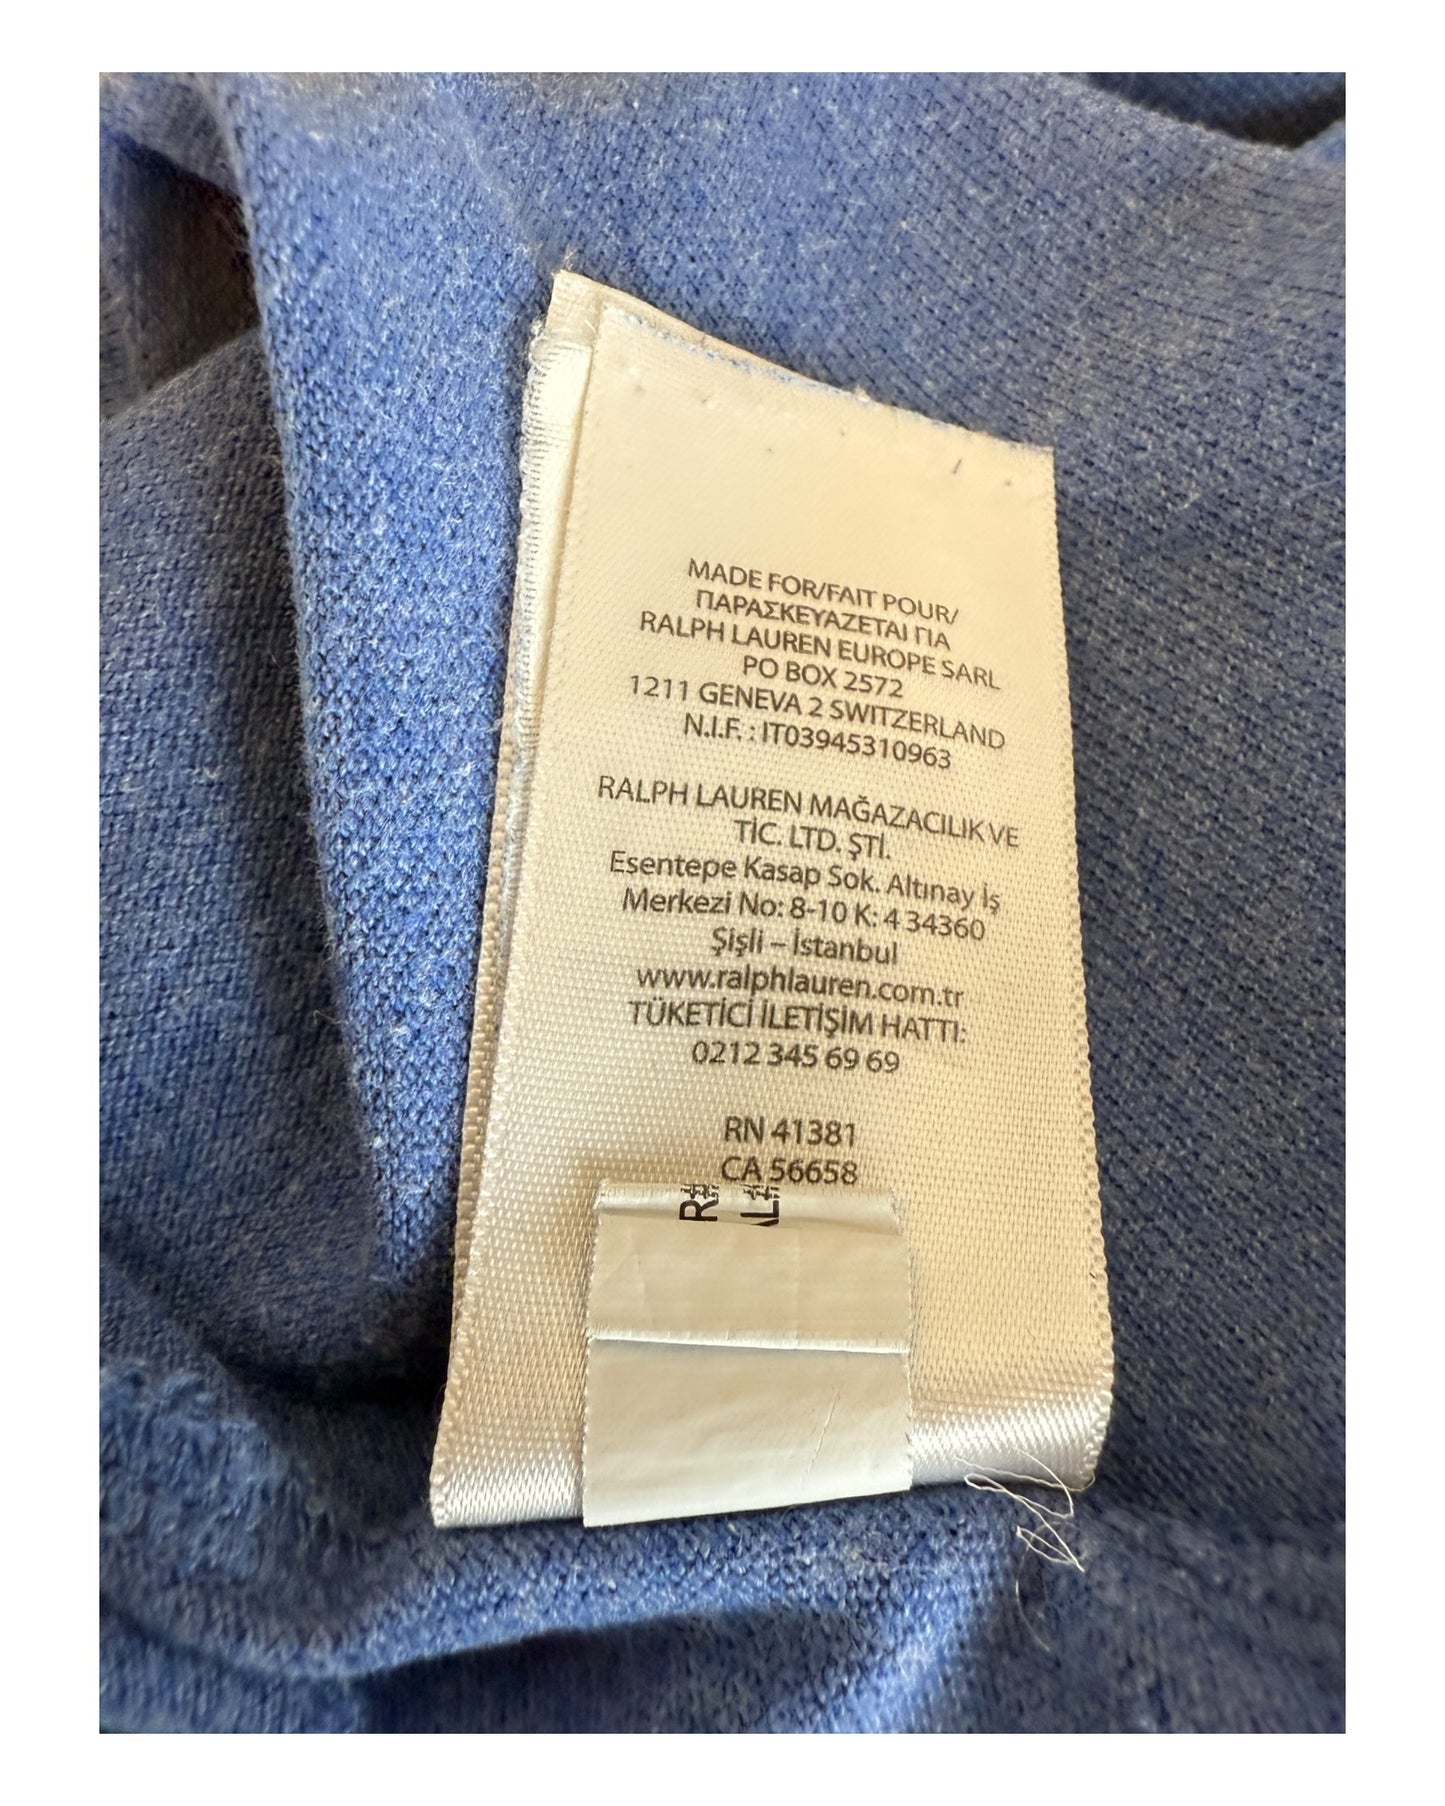 MADE FOR/FAIT POUR/
ΠΑΡΑΣΚΕΥΑΖΕΤΑΙ ΓΙΑ
RALPH LAUREN EUROPE SARL
PO BOX 2572
1211 GENEVA 2 SWITZERLAND
N.I.F. : IT03945310963
RALPH LAUREN MAĞAZACILIK VE
TİC. LTD. ŞTİ.
Esentepe Kasap Sok. Altınay İş
Merkezi No: 8-10 K: 4 34360
Şişli – İstanbul
www.ralphlauren.com.tr
TÜKETİCİ İLETİŞİM HATTI:
0212 345 69 69
RN 41381
CA 56658